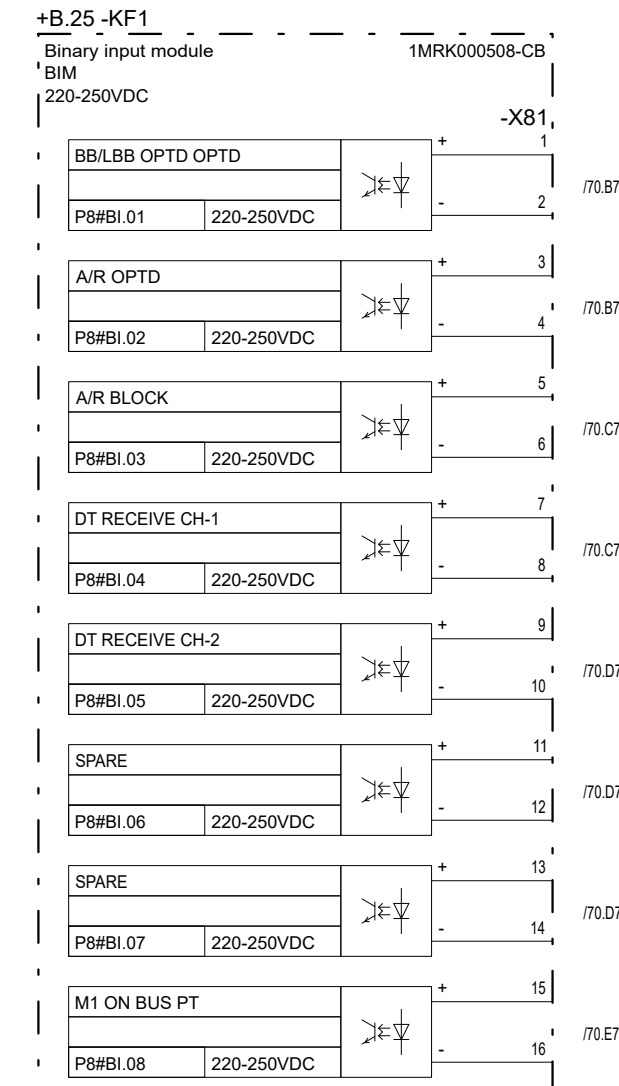 +B.25 -KF1
Binary input module 1MRK000508-CB
BIM
220-250VDC
-X81
BB/LBB OPTD OPTD + 1
/70.B7
P8#BI.01 220-250VDC - 2
A/R OPTD + 3
/70.B7
P8#BI.02 220-250VDC - 4
A/R BLOCK + 5
/70.C7
P8#BI.03 220-250VDC - 6
DT RECEIVE CH-1 + 7
/70.C7
P8#BI.04 220-250VDC - 8
DT RECEIVE CH-2 + 9
/70.D7
P8#BI.05 220-250VDC - 10
SPARE + 11
/70.D7
P8#BI.06 220-250VDC - 12
SPARE + 13
/70.D7
P8#BI.07 220-250VDC - 14
M1 ON BUS PT + 15
/70.E7
P8#BI.08 220-250VDC - 16